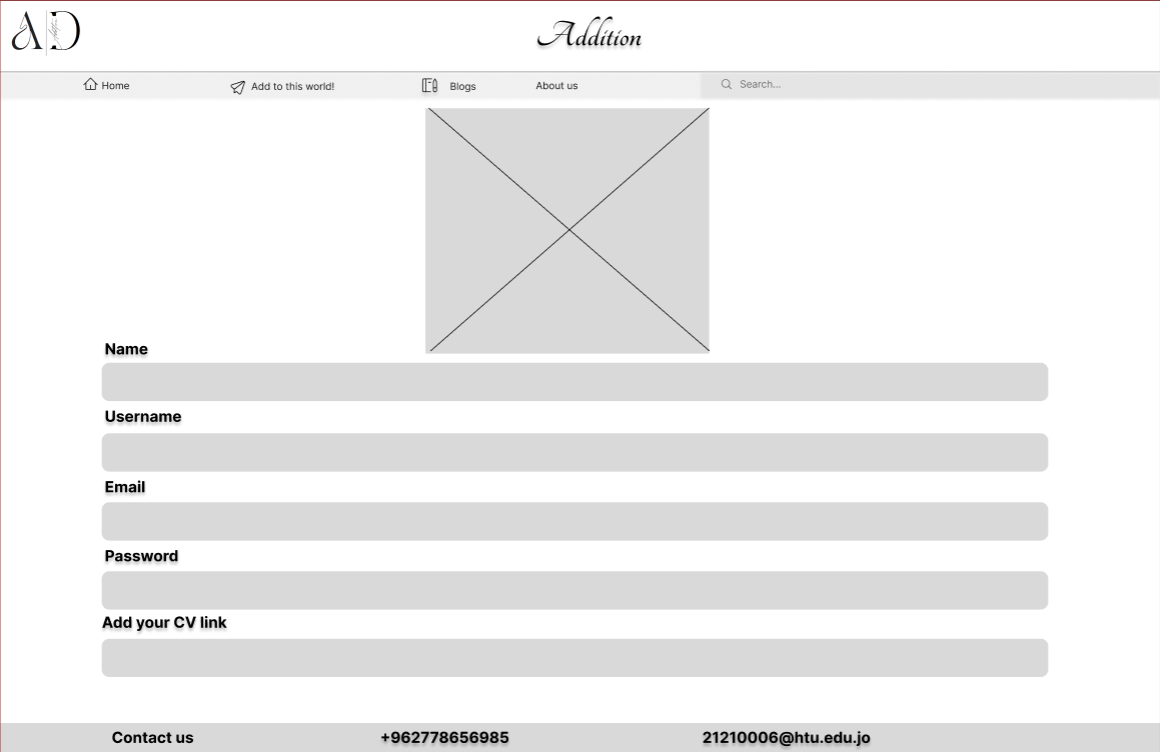 AD
Addition
Home Add to this world! Blogs About us Search...
Name
Username
Email
Password
Add your CV link
Contact us +962778656985 21210006@htu.edu.jo